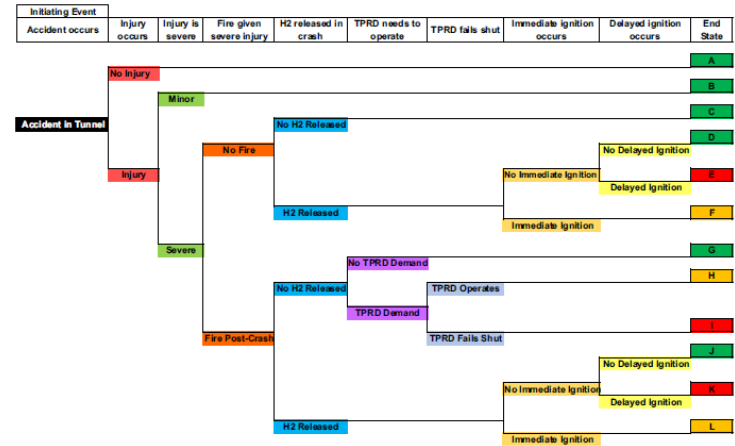 Initiating Event
Accident occurs
Injury
occurs
Injury is
severe
Fire given
severe injury
H2 released in
crash
TPRD needs to
operate
TPRD fails shut
Immediate ignition
occurs
Delayed ignition
occurs
End
State
A
No Injury
B
Minor
C
Accident in Tunnel
No H2 Released
D
No Fire
No Delayed Ignition
Injury
No Immediate Ignition
E
Delayed Ignition
H2 Released
F
Immediate Ignition
Severe
G
No TPRD Demand
H
No H2 Released
TPRD Operates
TPRD Demand
I
Fire Post-Crash
TPRD Fails Shut
J
No Delayed Ignition
No Immediate Ignition
K
Delayed Ignition
H2 Released
L
Immediate Ignition